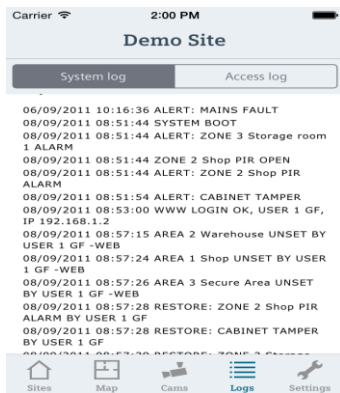 Carrier 2:00 PM
Demo Site
System log Access log
06/09/2011 10:16:36 ALERT: MAINS FAULT
08/09/2011 08:51:44 SYSTEM BOOT
08/09/2011 08:51:44 ALERT: ZONE 3 Storage room
1 ALARM
08/09/2011 08:51:44 ZONE 2 Shop PIR OPEN
08/09/2011 08:51:44 ALERT: ZONE 2 Shop PIR
ALARM
08/09/2011 08:51:54 ALERT: CABINET TAMPER
08/09/2011 08:53:00 WWW LOGIN OK, USER 1 GF,
IP 192.168.1.2
08/09/2011 08:57:15 AREA 2 Warehouse UNSET BY
USER 1 GF -WEB
08/09/2011 08:57:24 AREA 1 Shop UNSET BY USER
1 GF -WEB
08/09/2011 08:57:26 AREA 3 Secure Area UNSET
BY USER 1 GF -WEB
08/09/2011 08:57:28 RESTORE: ZONE 2 Shop PIR
ALARM BY USER 1 GF
08/09/2011 08:57:28 RESTORE: CABINET TAMPER
BY USER 1 GF
Sites Map Cams Logs Settings